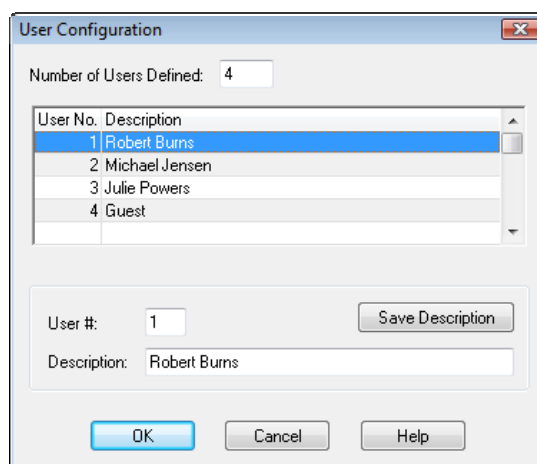 User Configuration
Number of Users Defined: 4
User No. Description
1 Robert Burns
2 Michael Jensen
3 Julie Powers
4 Guest
User #: 1 Save Description
Description: Robert Burns
OK Cancel Help